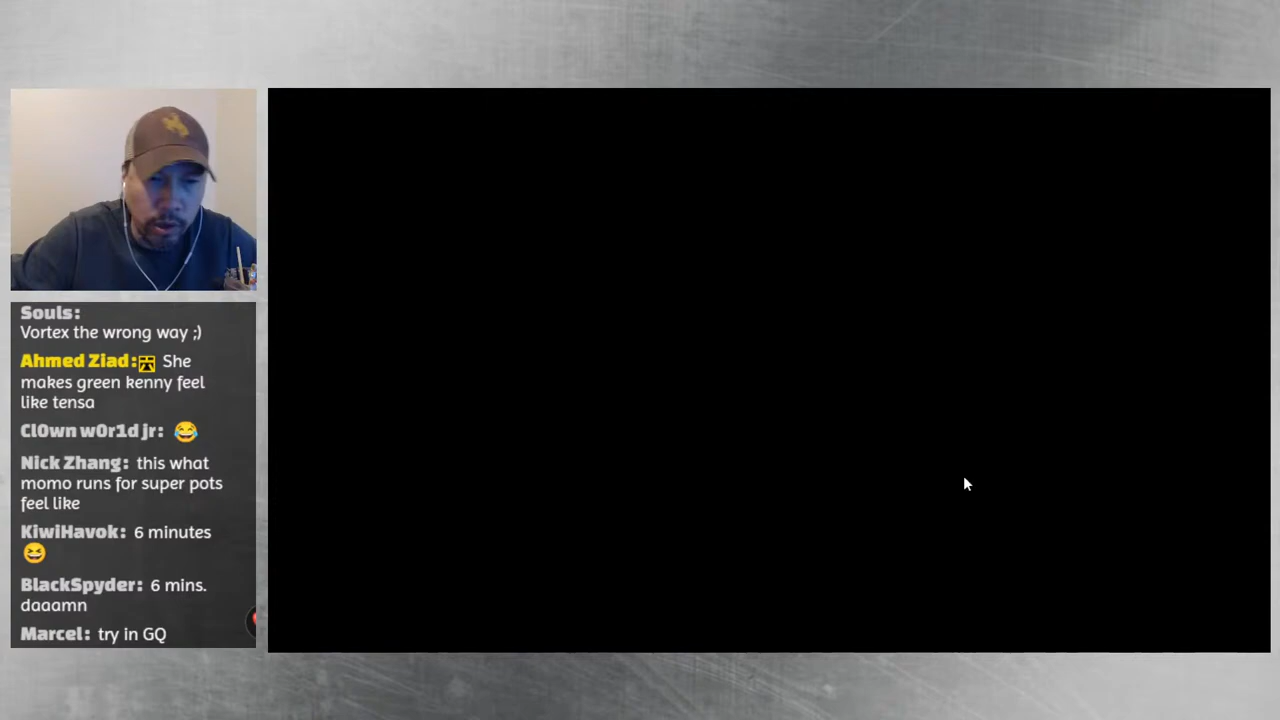 Souls:
Vortex the wrong way ;)
Ahmed Ziad: She
makes green kenny feel
like tensa
Cl0wn w0r1d jr: 😂
Nick Zhang: this what
momo runs for super pots
feel like
KiwiHavok: 6 minutes
😆
BlackSpyder: 6 mins.
daaamn
Marcel: try in GQ